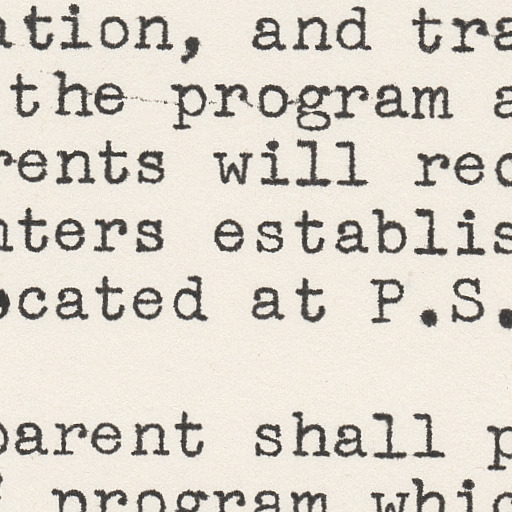 ation, and tra
the program a
rents will rec
nters establis
ocated at P.S.
parent shall p
program whic